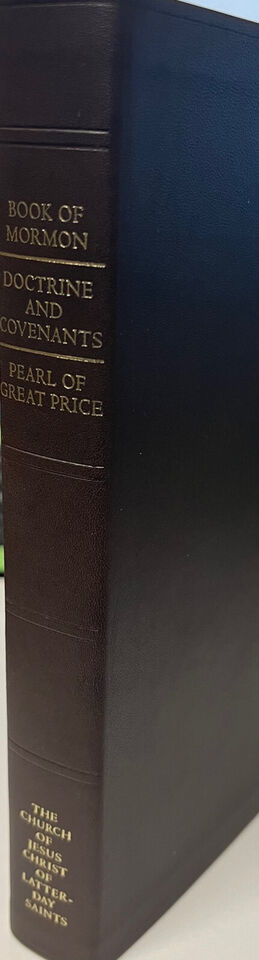 BOOK OF
MORMON
DOCTRINE
AND
COVENANTS
PEARL OF
GREAT PRICE
THE
CHURCH
OF
JESUS
CHRIST
OF
LATTER-
DAY
SAINTS